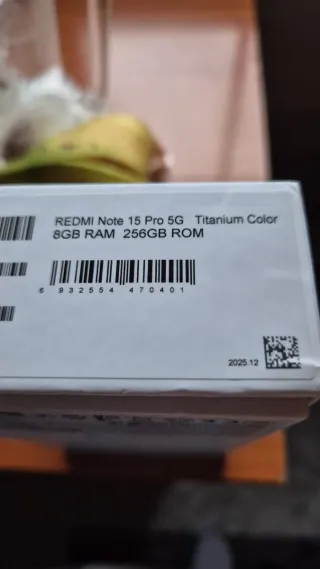 REDMI Note 15 Pro 5G Titanium Color
8GB RAM 256GB ROM
6 932554 470401
2025.12